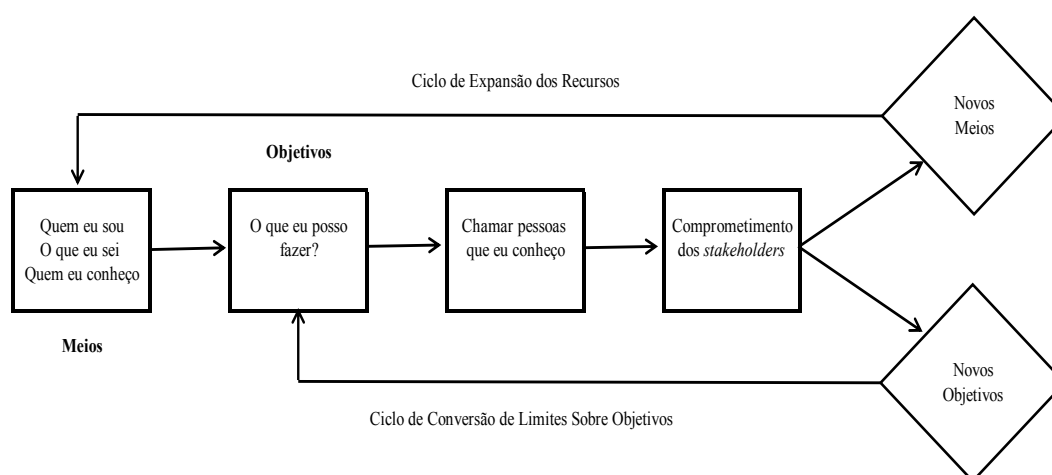 Ciclo de Expansão dos Recursos
Novos
Meios
Objetivos
Quem eu sou
O que eu sei
Quem eu conheço
O que eu posso
fazer?
Chamar pessoas
que eu conheço
Comprometimento
dos stakeholders
Meios
Novos
Objetivos
Ciclo de Conversão de Limites Sobre Objetivos